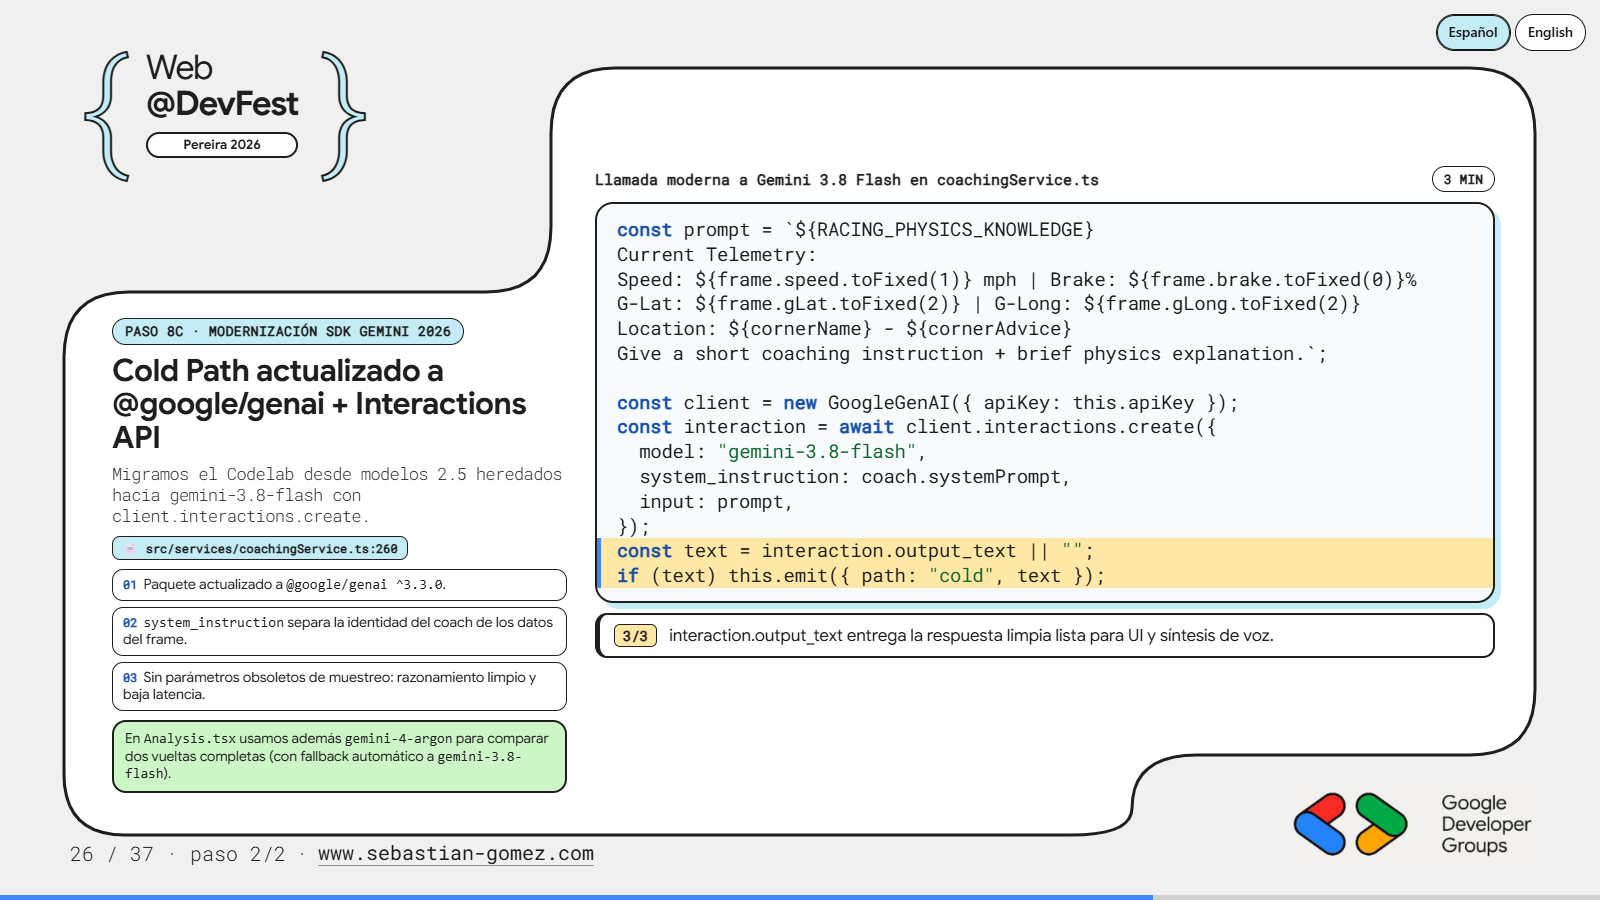 Español
English
Web
@DevFest
Pereira 2026
PASO 8C · MODERNIZACIÓN SDK GEMINI 2026
Cold Path actualizado a
@google/genai + Interactions
API
Migramos el Codelab desde modelos 2.5 heredados
hacia gemini-3.8-flash con
client.interactions.create.
src/services/coachingService.ts:260
01 Paquete actualizado a @google/genai ^3.3.0.
02 system_instruction separa la identidad del coach de los datos
del frame.
03 Sin parámetros obsoletos de muestreo: razonamiento limpio y
baja latencia.
En Analysis.tsx usamos además gemini-4-argon para comparar
dos vueltas completas (con fallback automático a gemini-3.8-
flash).
Llamada moderna a Gemini 3.8 Flash en coachingService.ts
3 MIN
const prompt = `${RACING_PHYSICS_KNOWLEDGE}
Current Telemetry:
Speed: ${frame.speed.toFixed(1)} mph | Brake: ${frame.brake.toFixed(0)}%
G-Lat: ${frame.gLat.toFixed(2)} | G-Long: ${frame.gLong.toFixed(2)}
Location: ${cornerName} - ${cornerAdvice}
Give a short coaching instruction + brief physics explanation.`;
const client = new GoogleGenAI({ apiKey: this.apiKey });
const interaction = await client.interactions.create({
  model: "gemini-3.8-flash",
  system_instruction: coach.systemPrompt,
  input: prompt,
});
const text = interaction.output_text || "";
if (text) this.emit({ path: "cold", text });
3/3 interaction.output_text entrega la respuesta limpia lista para UI y síntesis de voz.
26 / 37 · paso 2/2 · www.sebastian-gomez.com
Google
Developer
Groups